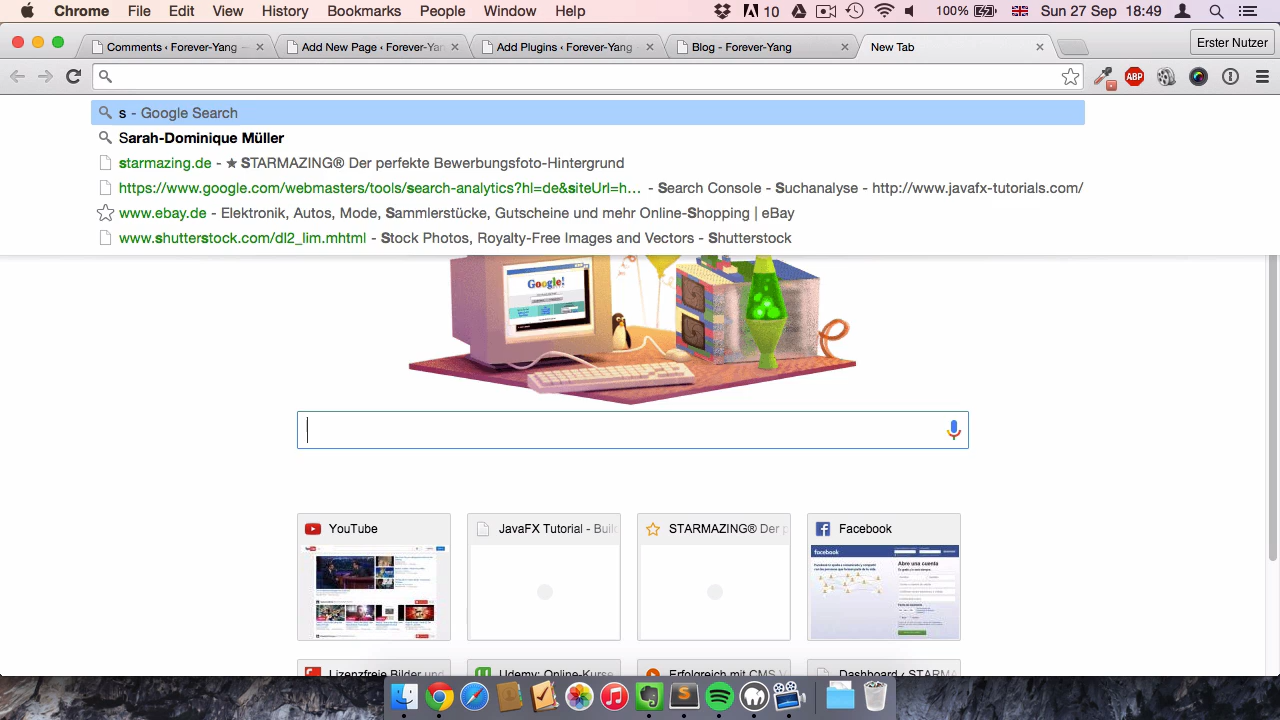 Chrome File Edit View History Bookmarks People Window Help 10 100% Sun 27 Sep 18:49
Comments ‹ Forever-Yang — Add New Page ‹ Forever-Yan Add Plugins ‹ Forever-Yang Blog - Forever-Yang New Tab Erster Nutzer
ABP
s - Google Search
Sarah-Dominique Müller
starmazing.de - ★ STARMAZING® Der perfekte Bewerbungsfoto-Hintergrund
https://www.google.com/webmasters/tools/search-analytics?hl=de&siteUrl=h... - Search Console - Suchanalyse - http://www.javafx-tutorials.com/
www.ebay.de - Elektronik, Autos, Mode, Sammlerstücke, Gutscheine und mehr Online-Shopping | eBay
www.shutterstock.com/dl2_lim.mhtml - Stock Photos, Royalty-Free Images and Vectors - Shutterstock
Google!
YouTube JavaFX Tutorial - Build STARMAZING® Der p Facebook
facebook
Abre una cuenta
Lizenzfreie Bilder und Udemy: Online-Kurse Erfolgreich mit CMS Dashboard ‹ STARMA